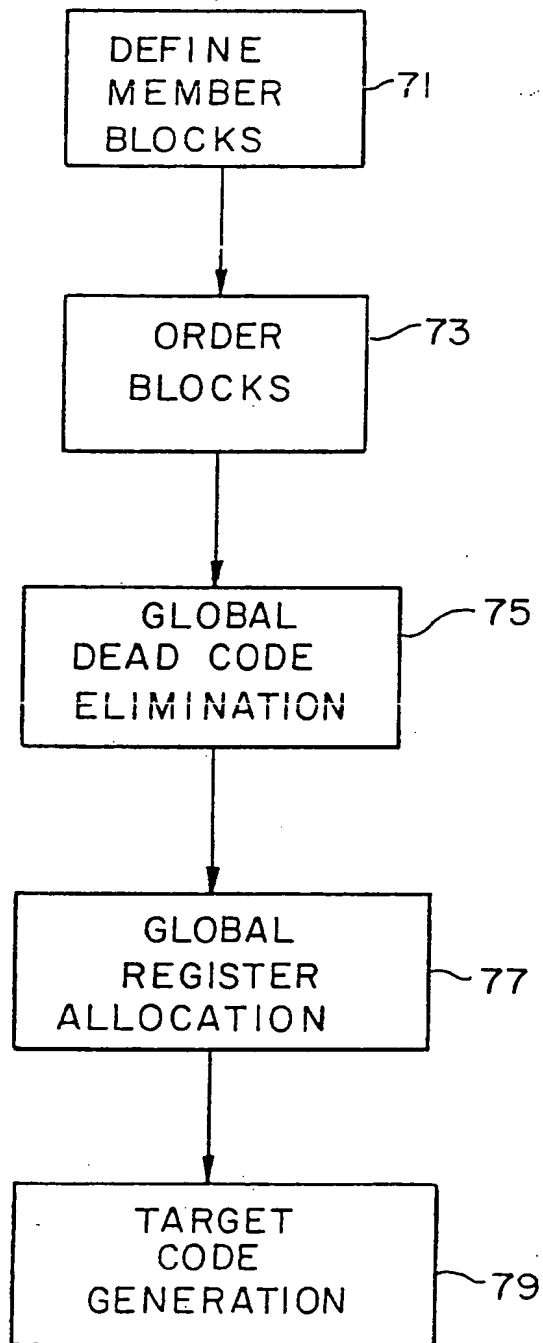 DEFINE
MEMBER
BLOCKS
71
ORDER
BLOCKS
73
GLOBAL
DEAD CODE
ELIMINATION
75
GLOBAL
REGISTER
ALLOCATION
77
TARGET
CODE
GENERATION
79